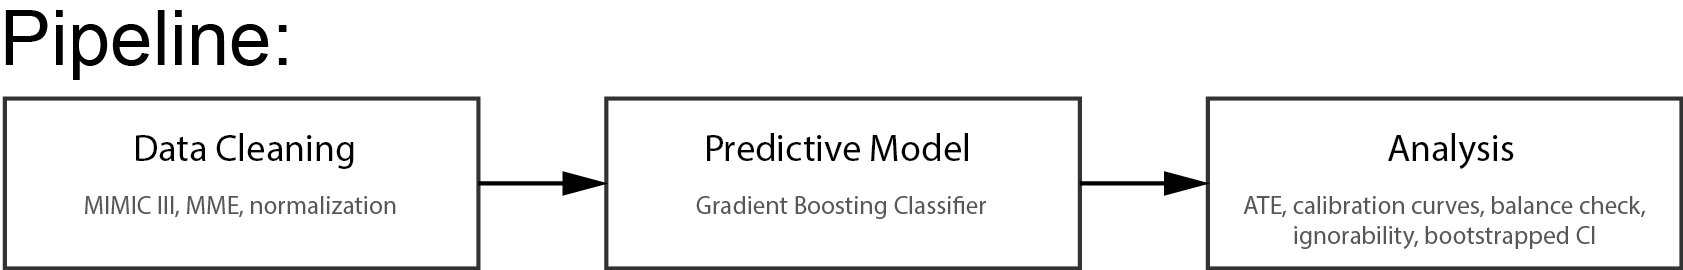 Pipeline:
Data Cleaning
MIMIC III, MME, normalization
Predictive Model
Gradient Boosting Classifier
Analysis
ATE, calibration curves, balance check,
ignorability, bootstrapped CI